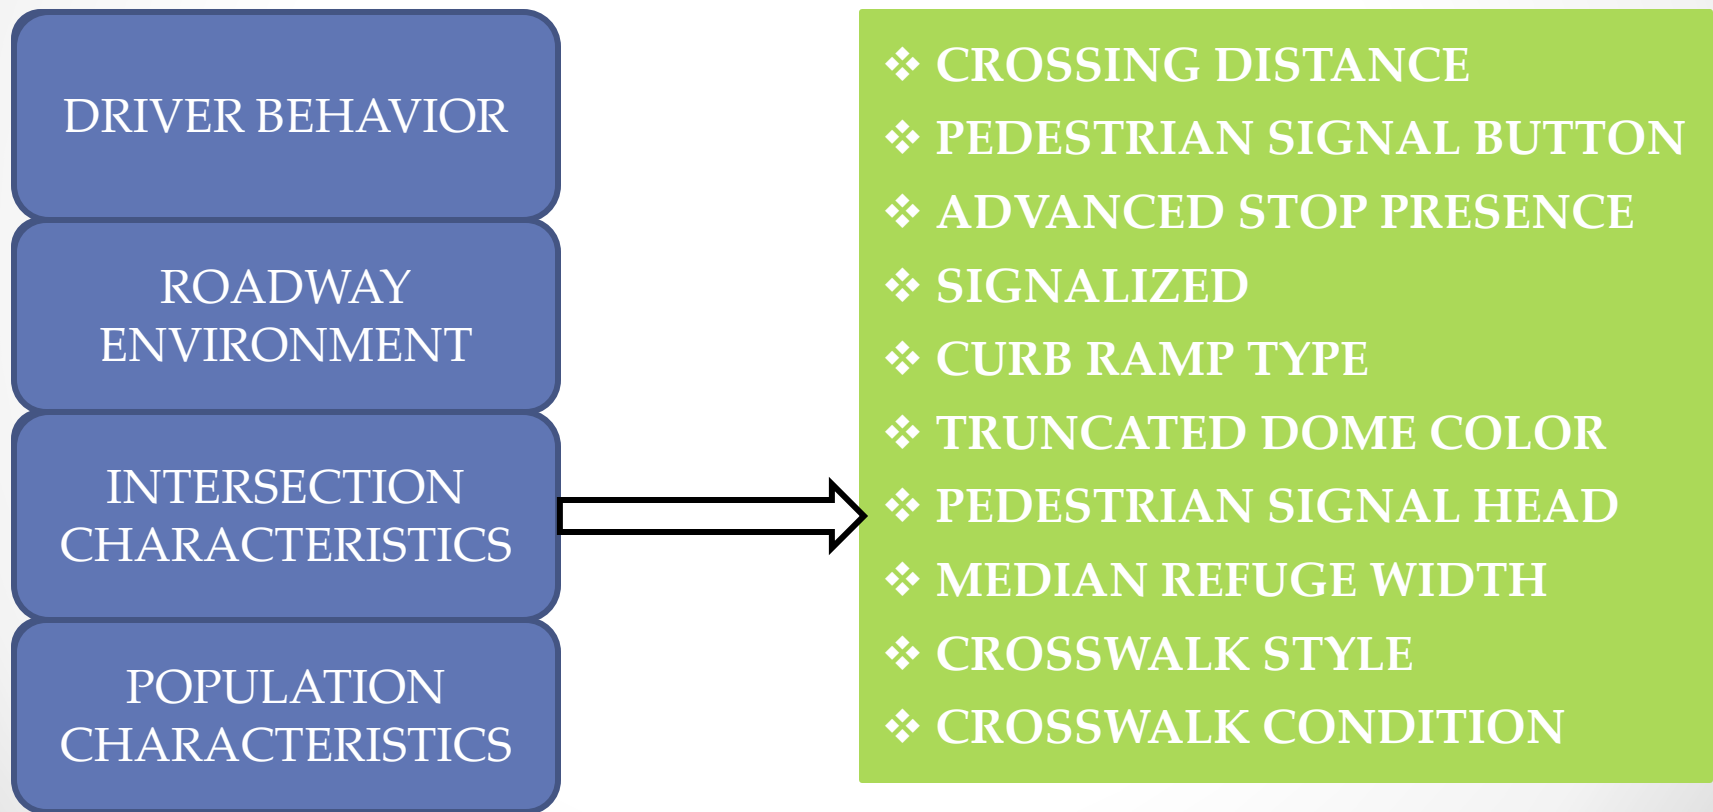 DRIVER BEHAVIOR
ROADWAY
ENVIRONMENT
INTERSECTION
CHARACTERISTICS
POPULATION
CHARACTERISTICS
❖ CROSSING DISTANCE
❖ PEDESTRIAN SIGNAL BUTTON
❖ ADVANCED STOP PRESENCE
❖ SIGNALIZED
❖ CURB RAMP TYPE
❖ TRUNCATED DOME COLOR
❖ PEDESTRIAN SIGNAL HEAD
❖ MEDIAN REFUGE WIDTH
❖ CROSSWALK STYLE
❖ CROSSWALK CONDITION